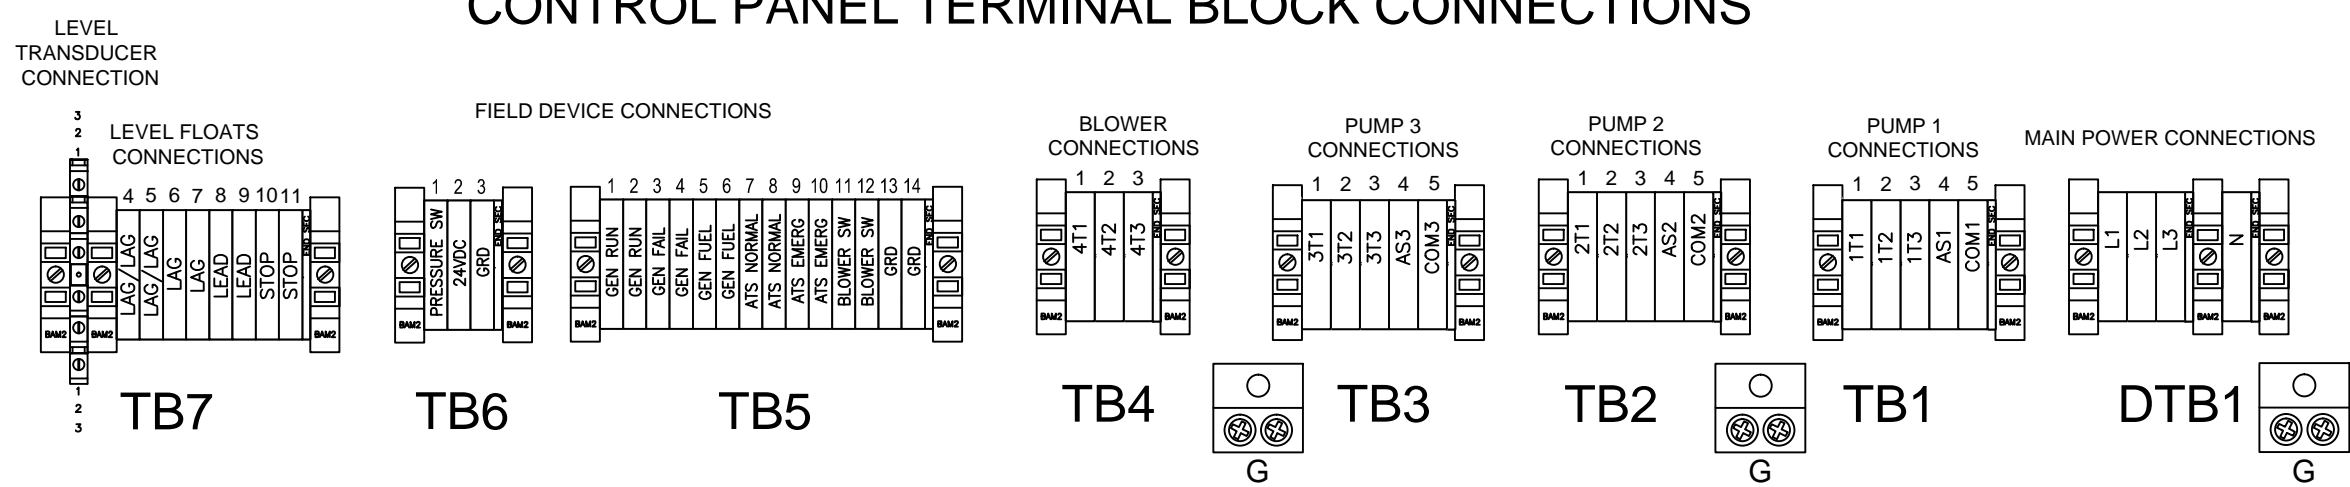 CONTROL PANEL TERMINAL BLOCK CONNECTIONS
LEVEL
TRANSDUCER
CONNECTION
3
2
1
LEVEL FLOATS
CONNECTIONS
4 5 6 7 8 9 10 11
LAG/LAG
LAG/LAG
LAG
LAG
LEAD
LEAD
STOP
STOP
END SEC
BAM2
BAM2
BAM2
1
2
3
TB7
FIELD DEVICE CONNECTIONS
1 2 3
PRESSURE SW
24VDC
GRD
END SEC
BAM2
BAM2
TB6
1 2 3 4 5 6 7 8 9 10 11 12 13 14
GEN RUN
GEN RUN
GEN FAIL
GEN FAIL
GEN FUEL
GEN FUEL
ATS NORMAL
ATS NORMAL
ATS EMERG
ATS EMERG
BLOWER SW
BLOWER SW
GRD
GRD
END SEC
BAM2
BAM2
TB5
BLOWER
CONNECTIONS
1 2 3
4T1
4T2
4T3
END SEC
BAM2
BAM2
TB4
G
PUMP 3
CONNECTIONS
1 2 3 4 5
3T1
3T2
3T3
AS3
COM3
END SEC
BAM2
BAM2
TB3
PUMP 2
CONNECTIONS
1 2 3 4 5
2T1
2T2
2T3
AS2
COM2
END SEC
BAM2
BAM2
TB2
G
PUMP 1
CONNECTIONS
1 2 3 4 5
1T1
1T2
1T3
AS1
COM1
END SEC
BAM2
BAM2
TB1
MAIN POWER CONNECTIONS
L1
L2
L3
END SEC
N
END SEC
BAM2
BAM2
BAM2
DTB1
G